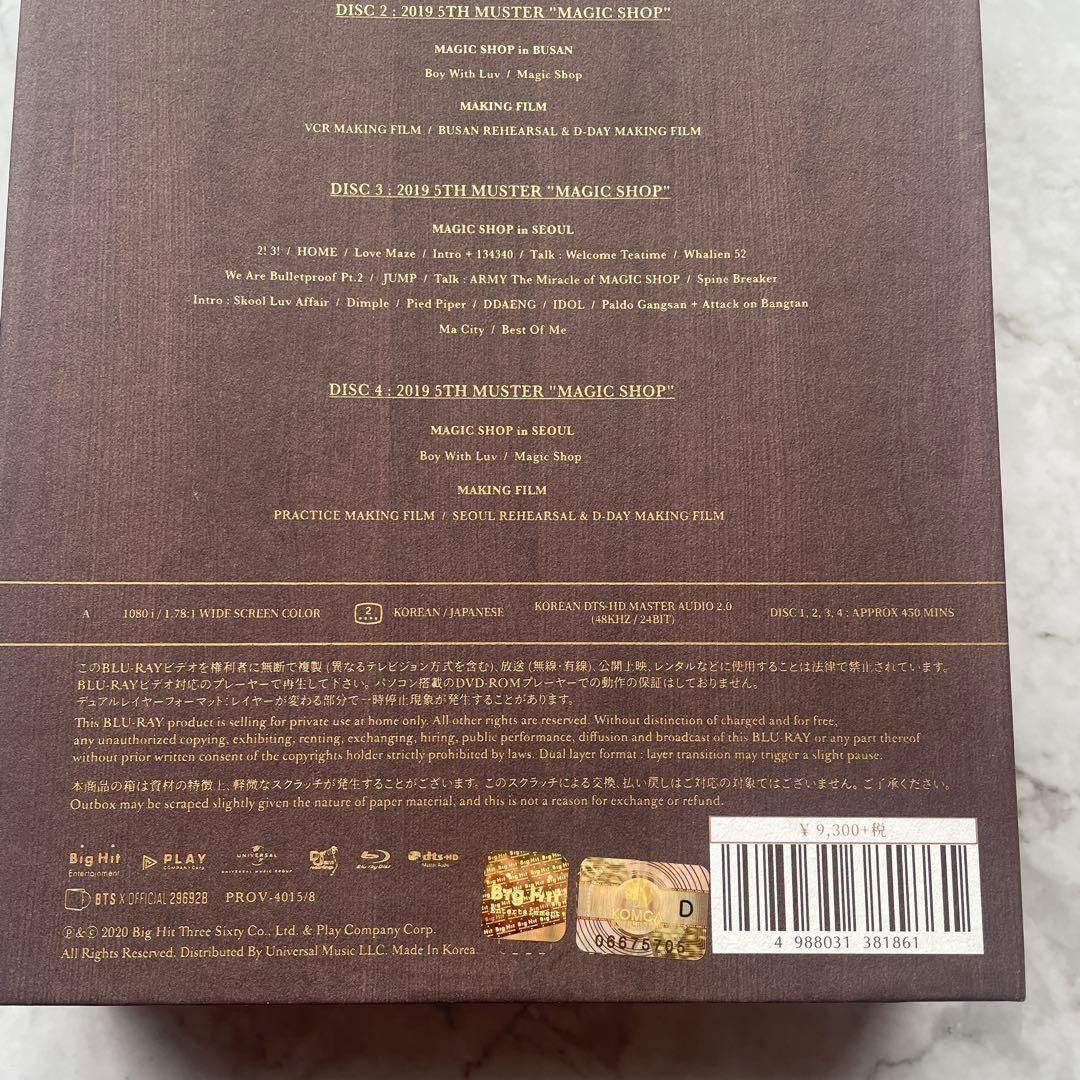 DISC 2 : 2019 5TH MUSTER "MAGIC SHOP"
MAGIC SHOP in BUSAN
Boy With Luv / Magic Shop
MAKING FILM
VCR MAKING FILM / BUSAN REHEARSAL & D-DAY MAKING FILM
DISC 3 : 2019 5TH MUSTER "MAGIC SHOP"
MAGIC SHOP in SEOUL
2! 3! / HOME / Love Maze / Intro + 134340 / Talk : Welcome Teatime / Whalien 52
We Are Bulletproof Pt.2 / JUMP / Talk : ARMY The Miracle of MAGIC SHOP / Spine Breaker
Intro : Skool Luv Affair / Dimple / Pied Piper / DDAENG / IDOL / Paldo Gangsan + Attack on Bangtan
Ma City / Best Of Me
DISC 4 : 2019 5TH MUSTER "MAGIC SHOP"
MAGIC SHOP in SEOUL
Boy With Luv / Magic Shop
MAKING FILM
PRACTICE MAKING FILM / SEOUL REHEARSAL & D-DAY MAKING FILM
A 1080 i / 1.78:1 WIDE SCREEN COLOR 2 KOREAN / JAPANESE KOREAN DTS-HD MASTER AUDIO 2.0 DISC 1, 2, 3, 4 : APPROX 450 MINS
(48KHZ / 24BIT)
このBLU-RAYビデオを権利者に無断で複製(異なるテレビジョン方式を含む)、放送(無線・有線)、公開上映、レンタルなどに使用することは法律で禁止されています。
BLU-RAYビデオ対応のプレーヤーで再生して下さい。パソコン搭載のDVD-ROMプレーヤーでの動作の保証はしておりません。
デュアルレイヤーフォーマット:レイヤーが変わる部分で一時停止現象が発生することがあります。
This BLU-RAY product is selling for private use at home only. All other rights are reserved. Without distinction of charged and for free,
any unauthorized copying, exhibiting, renting, exchanging, hiring, public performance, diffusion and broadcast of this BLU-RAY or any part thereof
without prior written consent of the copyrights holder strictly prohibited by laws. Dual layer format : layer transition may trigger a slight pause.
本商品の箱は資材の特徴上、軽微なスクラッチが発生することがございます。このスクラッチによる交換、払い戻しはご対応の対象ではございません。ご了承ください。
Outbox may be scraped slightly given the nature of paper material, and this is not a reason for exchange or refund.
¥ 9,300+税
Big Hit Entertainment PLAY COMPANY Corp. UNIVERSAL UNIVERSAL MUSIC GROUP Def Jam Blu-ray Disc dts-HD Master Audio
BTS X OFFICIAL 296928 PROV-4015/8
Big Hit Entertainment
KOMCA D
06675706
Ⓟ&Ⓒ 2020 Big Hit Three Sixty Co., Ltd. & Play Company Corp.
All Rights Reserved. Distributed By Universal Music LLC. Made In Korea.
4 988031 381861